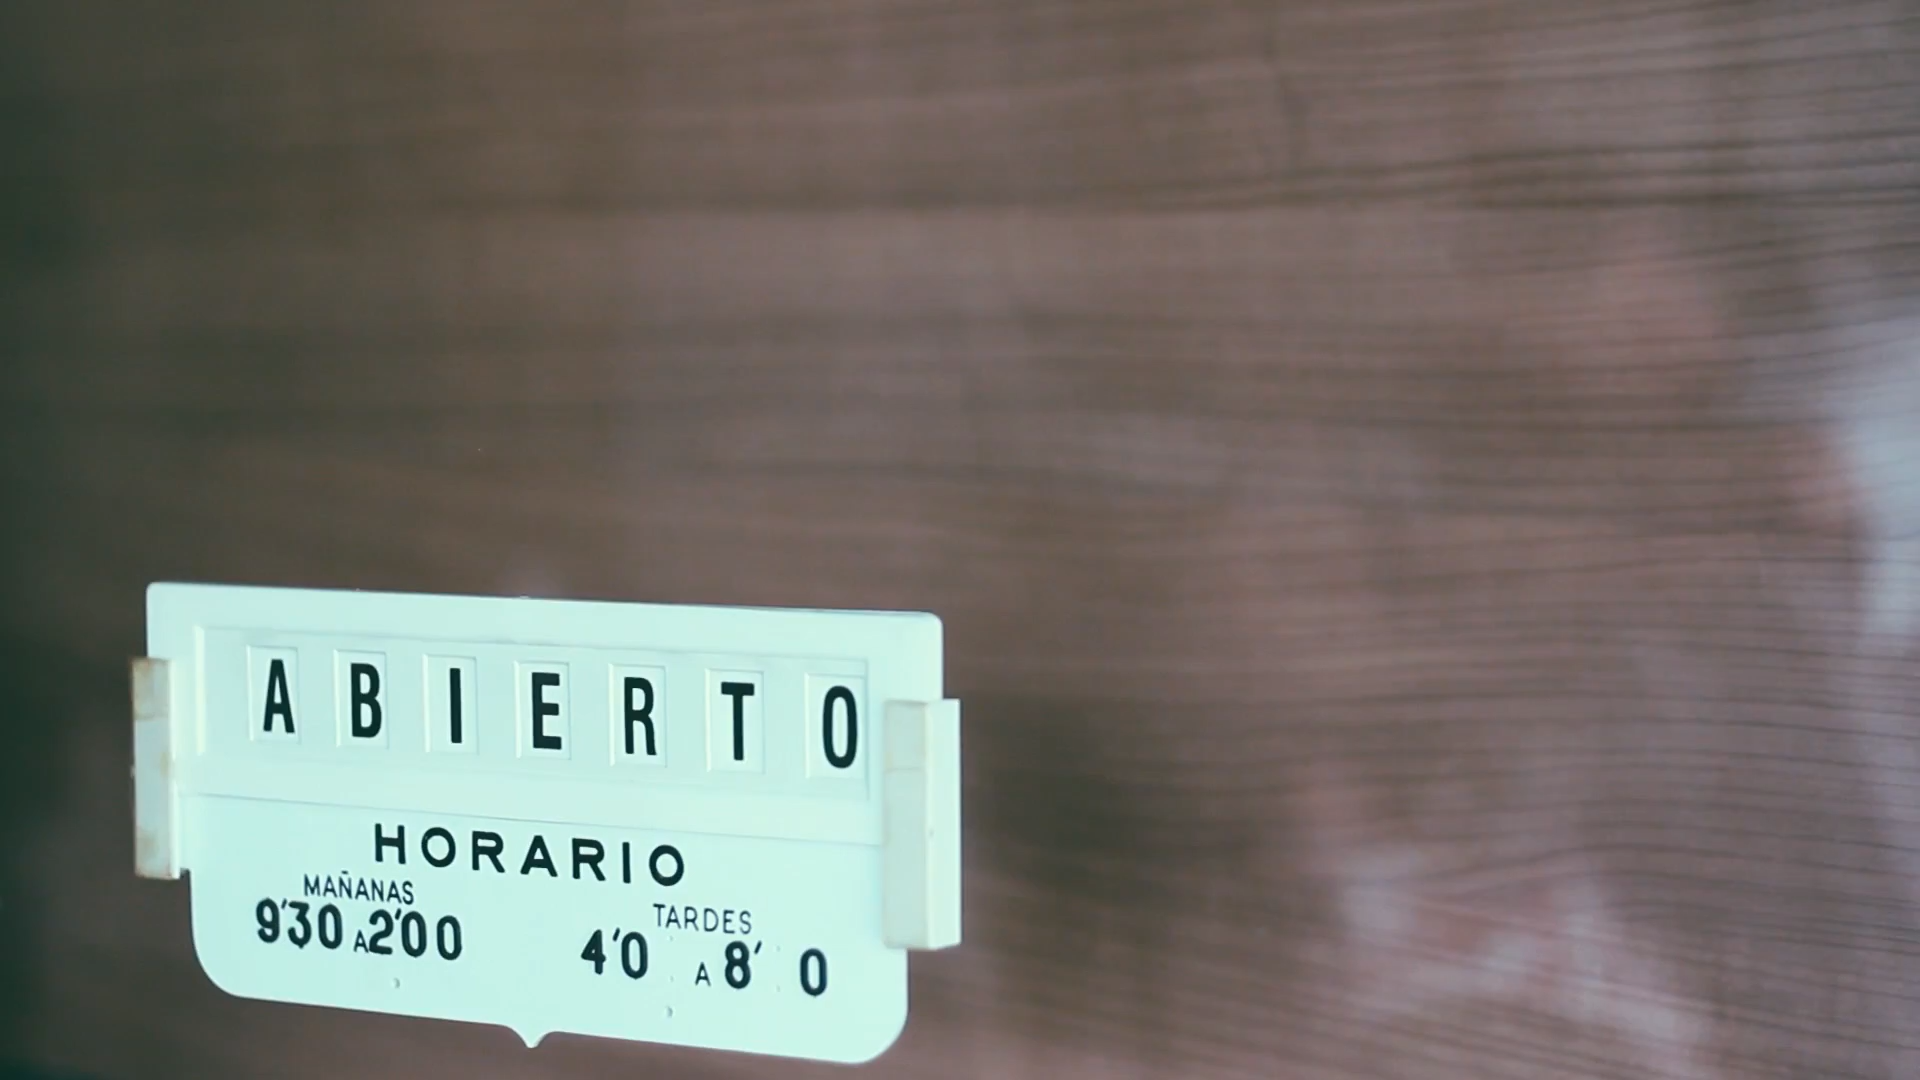 ABIERTO
HORARIO
MAÑANAS
9'30 A 2'00
TARDES
4'0 A 8' 0